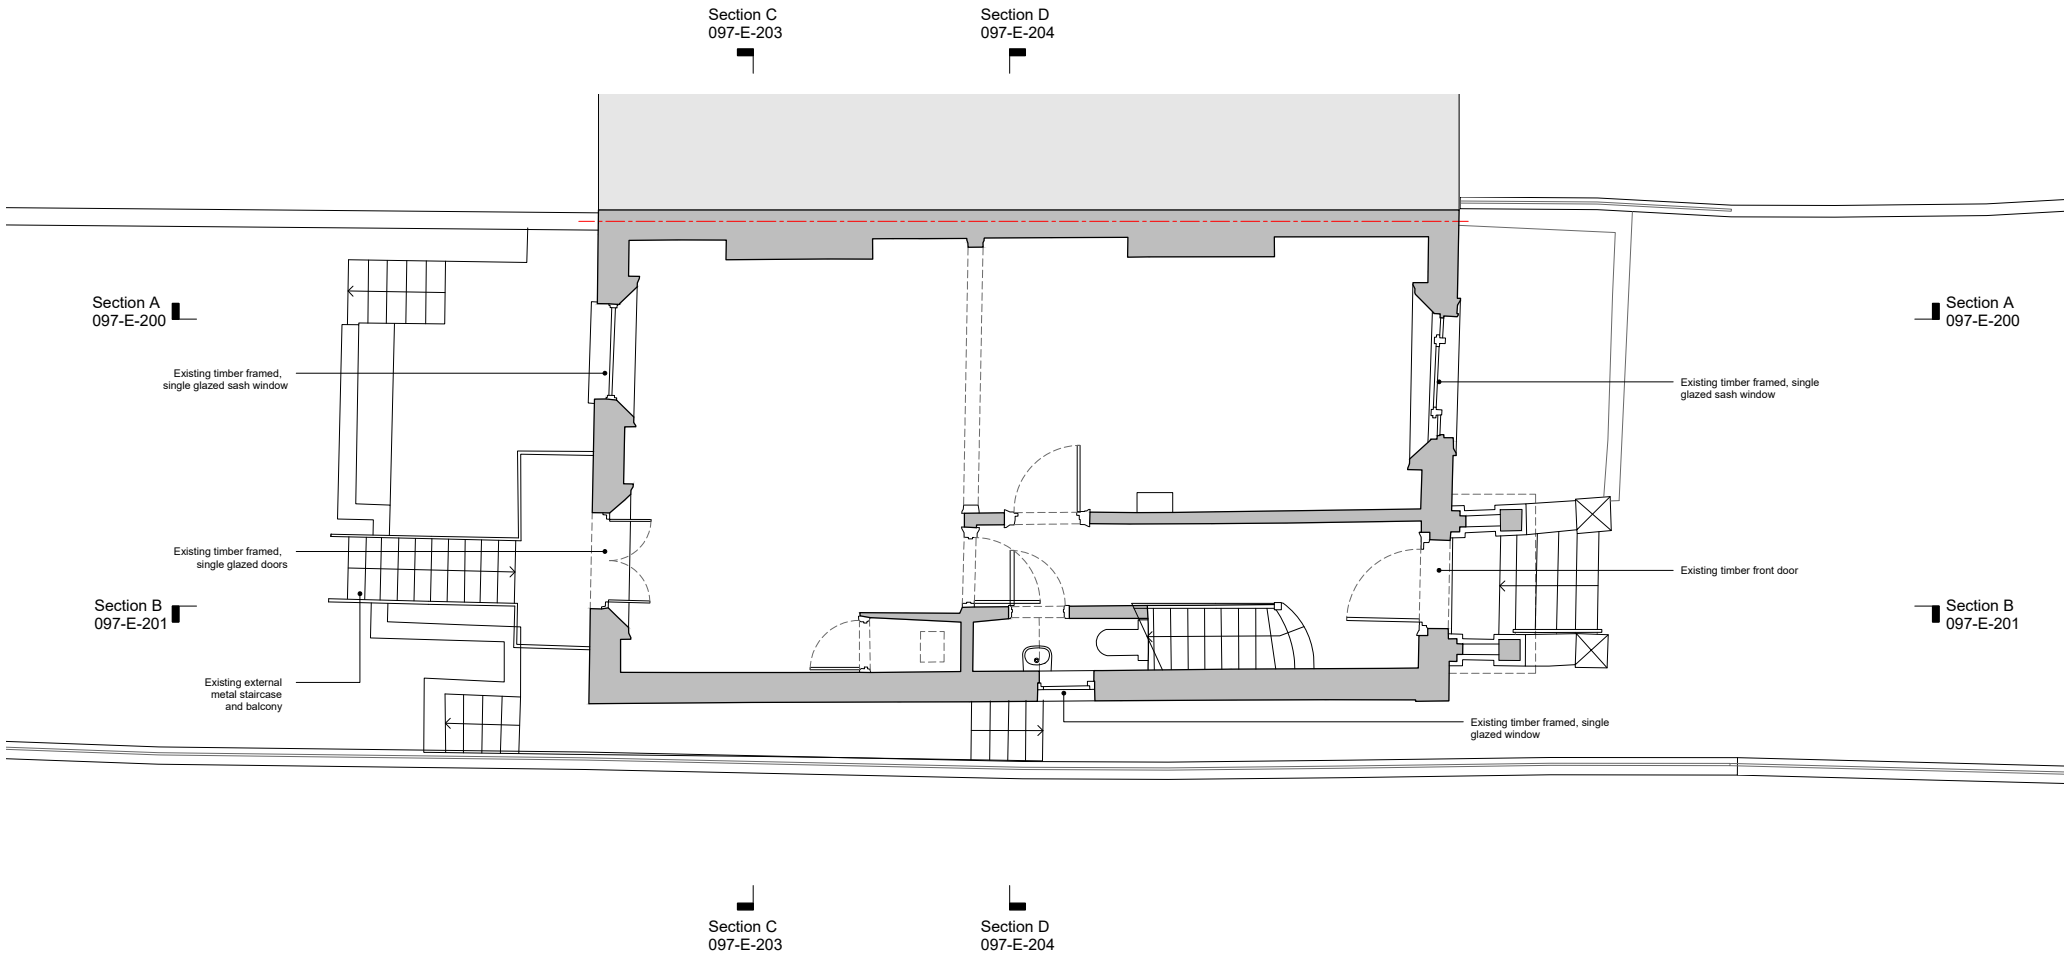 Section C
097-E-203
Section D
097-E-204
Section A
097-E-200
Section A
097-E-200
Existing timber framed,
single glazed sash window
Existing timber framed, single
glazed sash window
Existing timber framed,
single glazed doors
Existing timber front door
Section B
097-E-201
Section B
097-E-201
Existing external
metal staircase
and balcony
Existing timber framed, single
glazed window
Section C
097-E-203
Section D
097-E-204